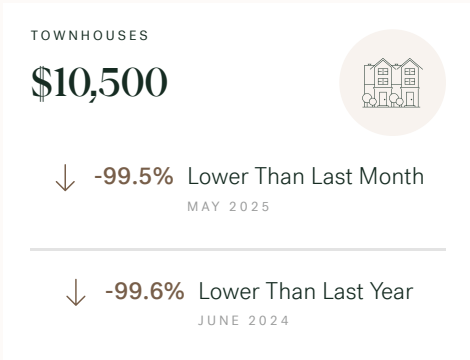 TOWNHOUSES
$10,500
-99.5% Lower Than Last Month
MAY 2025
-99.6% Lower Than Last Year
JUNE 2024